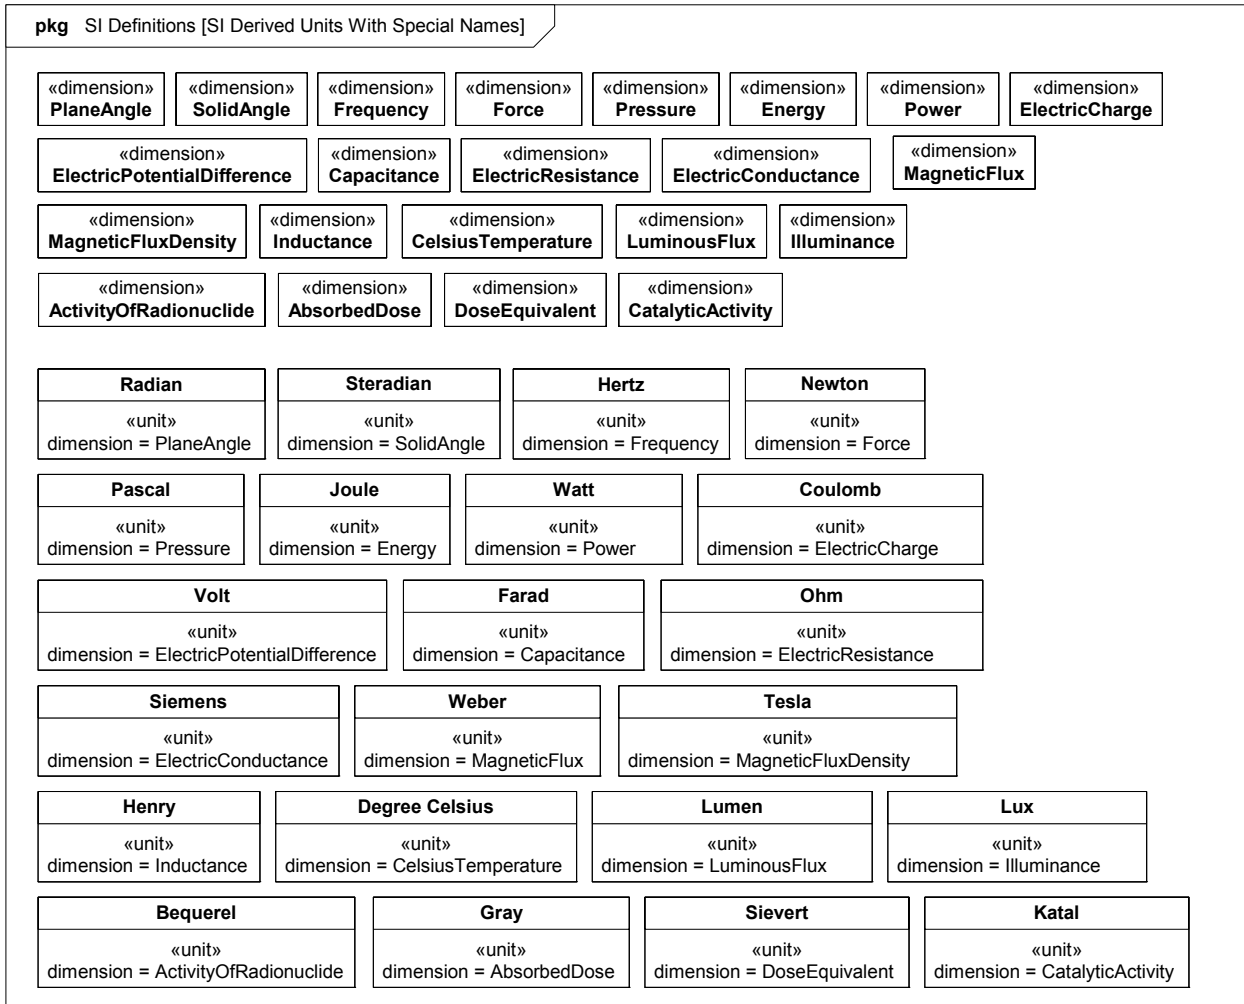 pkg SI Definitions [SI Derived Units With Special Names]
«dimension» «dimension» «dimension» «dimension» «dimension» «dimension» «dimension» «dimension»
PlaneAngle SolidAngle Frequency Force Pressure Energy Power ElectricCharge
«dimension» «dimension» «dimension» «dimension» «dimension»
ElectricPotentialDifference Capacitance ElectricResistance ElectricConductance MagneticFlux
«dimension» «dimension» «dimension» «dimension» «dimension»
MagneticFluxDensity Inductance CelsiusTemperature LuminousFlux Illuminance
«dimension» «dimension» «dimension» «dimension»
ActivityOfRadionuclide AbsorbedDose DoseEquivalent CatalyticActivity
Radian Steradian Hertz Newton
«unit» «unit» «unit» «unit»
dimension = PlaneAngle dimension = SolidAngle dimension = Frequency dimension = Force
Pascal Joule Watt Coulomb
«unit» «unit» «unit» «unit»
dimension = Pressure dimension = Energy dimension = Power dimension = ElectricCharge
Volt Farad Ohm
«unit» «unit» «unit»
dimension = ElectricPotentialDifference dimension = Capacitance dimension = ElectricResistance
Siemens Weber Tesla
«unit» «unit» «unit»
dimension = ElectricConductance dimension = MagneticFlux dimension = MagneticFluxDensity
Henry Degree Celsius Lumen Lux
«unit» «unit» «unit» «unit»
dimension = Inductance dimension = CelsiusTemperature dimension = LuminousFlux dimension = Illuminance
Bequerel Gray Sievert Katal
«unit» «unit» «unit» «unit»
dimension = ActivityOfRadionuclide dimension = AbsorbedDose dimension = DoseEquivalent dimension = CatalyticActivity